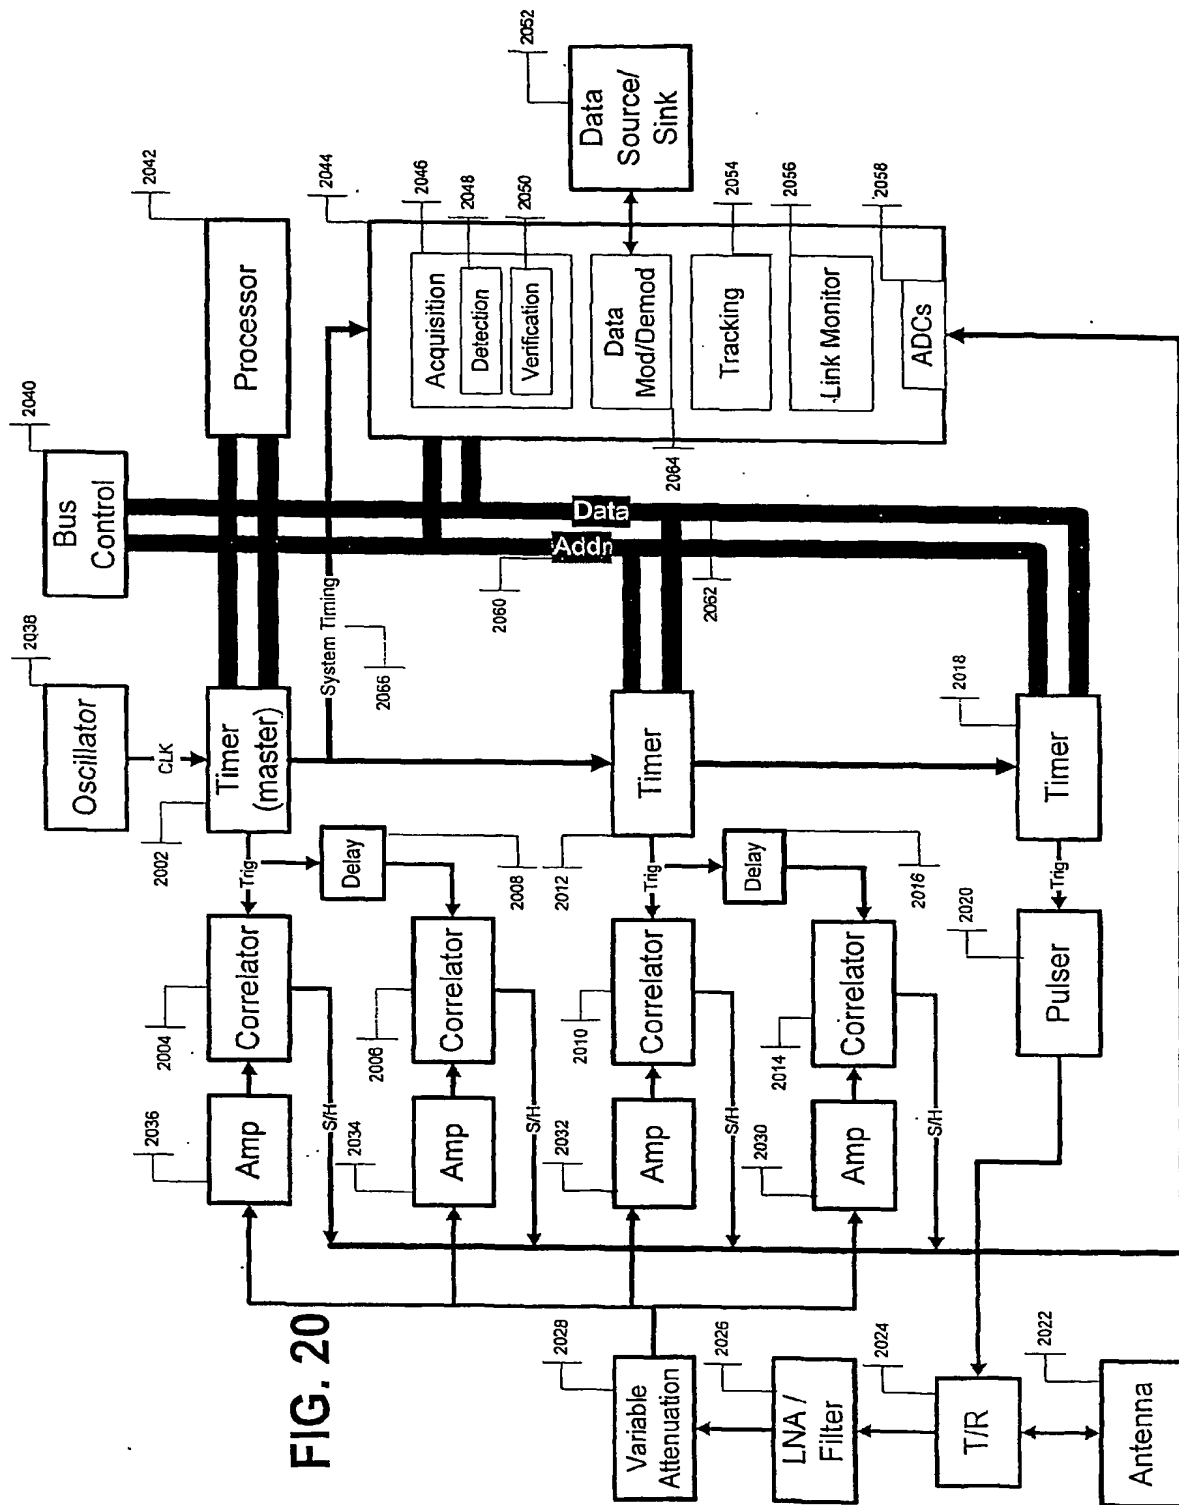 FIG. 20
2038
Oscillator
CLK
2040
Bus
Control
2042
Processor
2002
Timer
(master)
Trig
2004
Correlator
2036
Amp
S/H
Delay
2008
2006
Correlator
2034
Amp
S/H
System Timing
2066
2044
2046
Acquisition
2048
Detection
2050
Verification
Data
Mod/Demod
2064
2052
Data
Source/
Sink
2054
Tracking
2056
Link Monitor
2058
ADCs
Data
Addn
2060
2062
2012
Timer
Trig
2010
Correlator
2032
Amp
S/H
Delay
2016
2014
Correlator
2030
Amp
S/H
2018
Timer
Trig
2020
Pulser
2028
Variable
Attenuation
2026
LNA /
Filter
2024
T/R
2022
Antenna